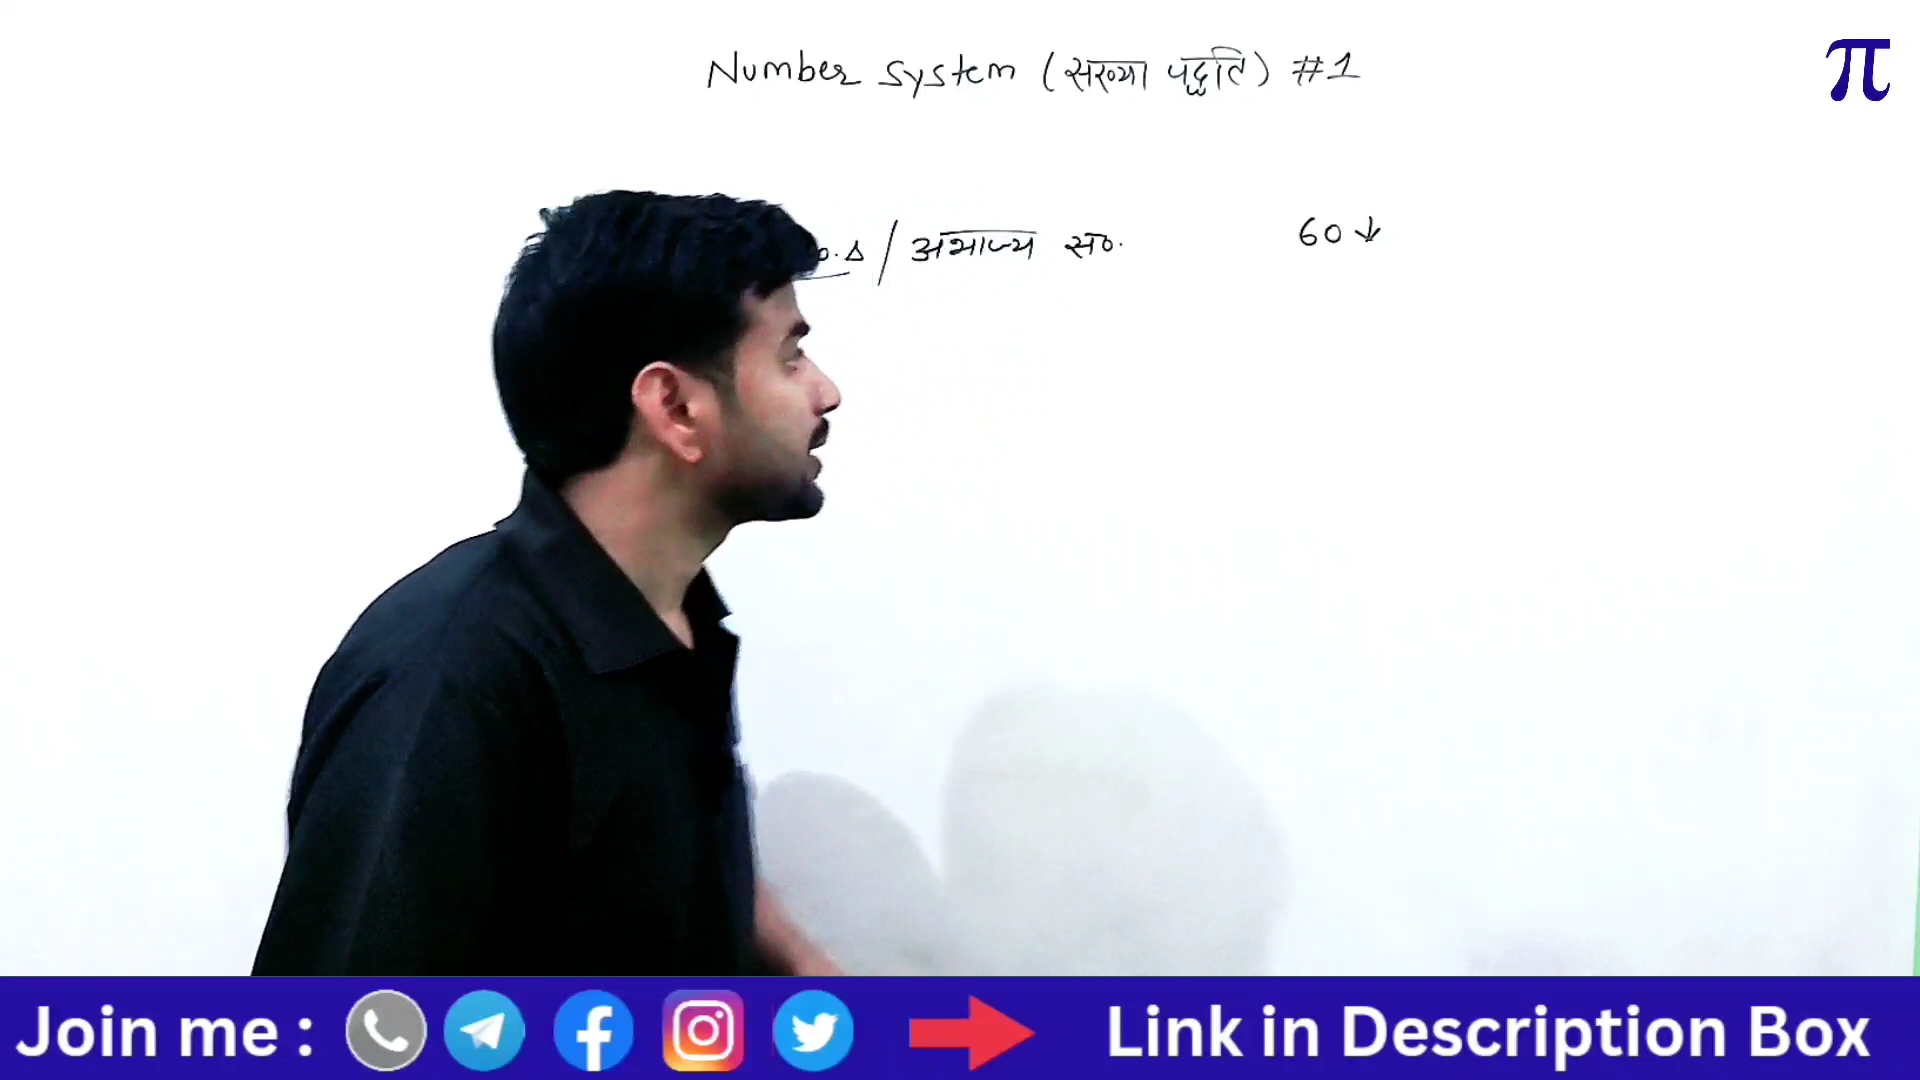 Number System (संख्या पद्धति) #1
π
o.s / अभाज्य सं०.
60↓
Join me :
Link in Description Box